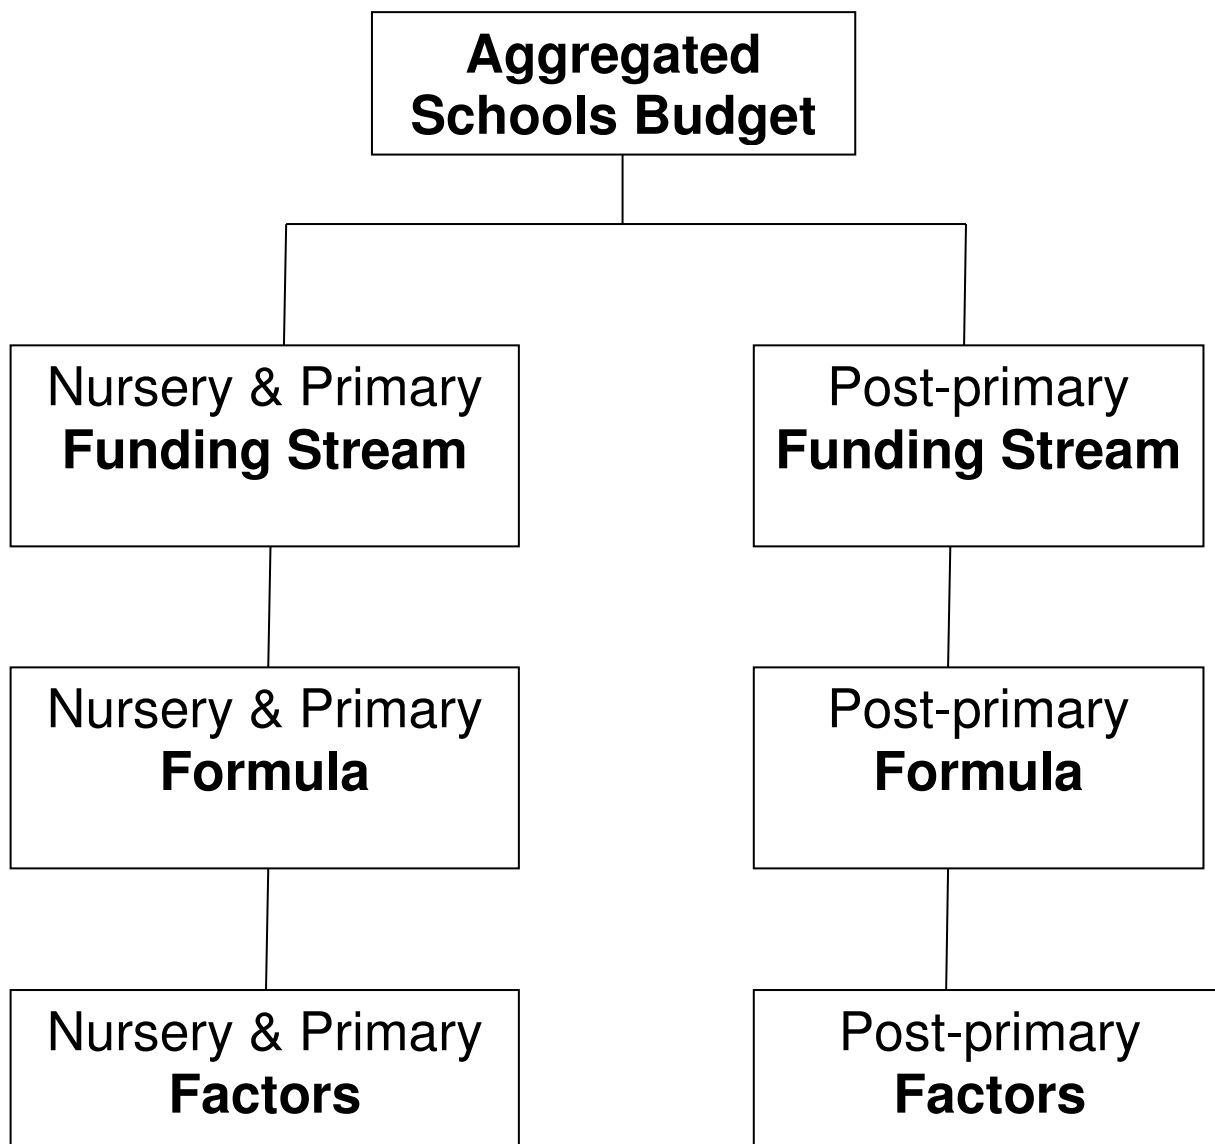 Aggregated
Schools Budget
Nursery & Primary
Funding Stream
Post-primary
Funding Stream
Nursery & Primary
Formula
Post-primary
Formula
Nursery & Primary
Factors
Post-primary
Factors